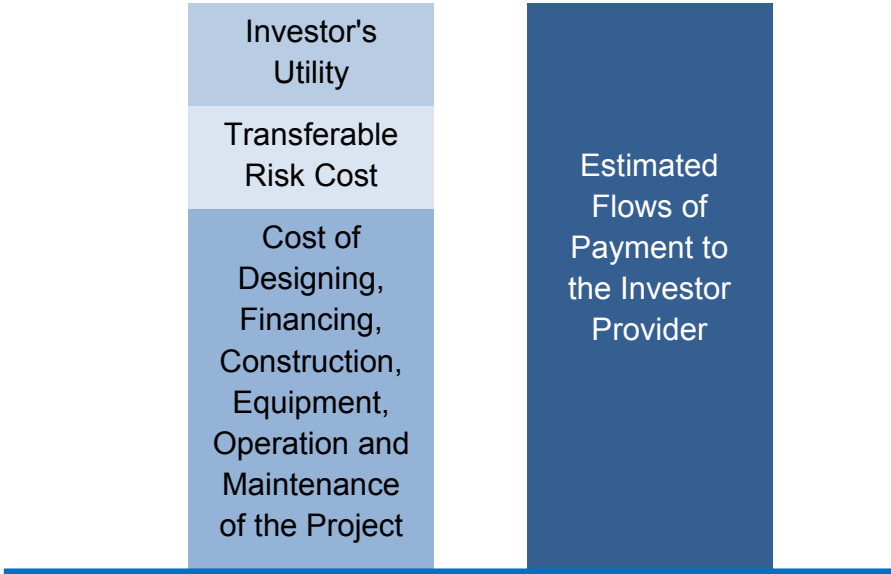 Investor's
Utility
Transferable
Risk Cost
Cost of
Designing,
Financing,
Construction,
Equipment,
Operation and
Maintenance
of the Project
Estimated
Flows of
Payment to
the Investor
Provider